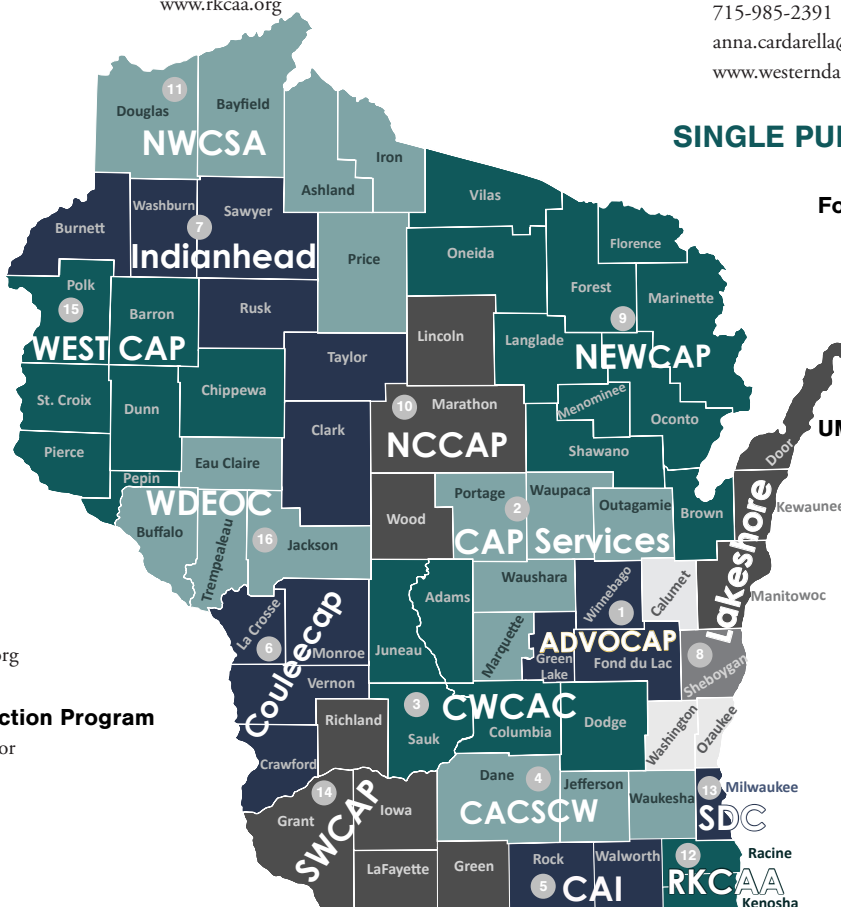 www.rkcaa.org
715-985-2391
anna.cardarella@
www.westernda
SINGLE PU
Fo
UM
org
ction Program
or
11
Douglas
Bayfield
NWCSA
Ashland
Iron
Vilas
Burnett
Washburn
Sawyer
7
Indianhead
Price
Oneida
Florence
Forest
Marinette
9
Polk
15
Barron
WEST CAP
Rusk
Taylor
Lincoln
Langlade
NEWCAP
Menominee
Oconto
St. Croix
Dunn
Chippewa
Clark
10
Marathon
NCCAP
Shawano
Door
Pierce
Pepin
Eau Claire
WDEOC
Buffalo
Trempealeau
16
Jackson
Wood
Portage
Waupaca
2
Outagamie
CAP Services
Brown
Kewaunee
Lakeshore
Manitowoc
Adams
Waushara
Winnebago
1
Calumet
La Crosse
6
Couleecap
Monroe
Juneau
Marquette
Green
Lake
ADVOCAP
Fond du Lac
8
Sheboygan
Vernon
Richland
3
Sauk
CWCAC
Columbia
Dodge
Washington
Ozaukee
Crawford
14
Grant
SWCAP
Iowa
Dane
4
Jefferson
CACSCW
Waukesha
13
Milwaukee
SDC
LaFayette
Green
Rock
5
CAI
Walworth
12
Racine
RKCAA
Kenosha